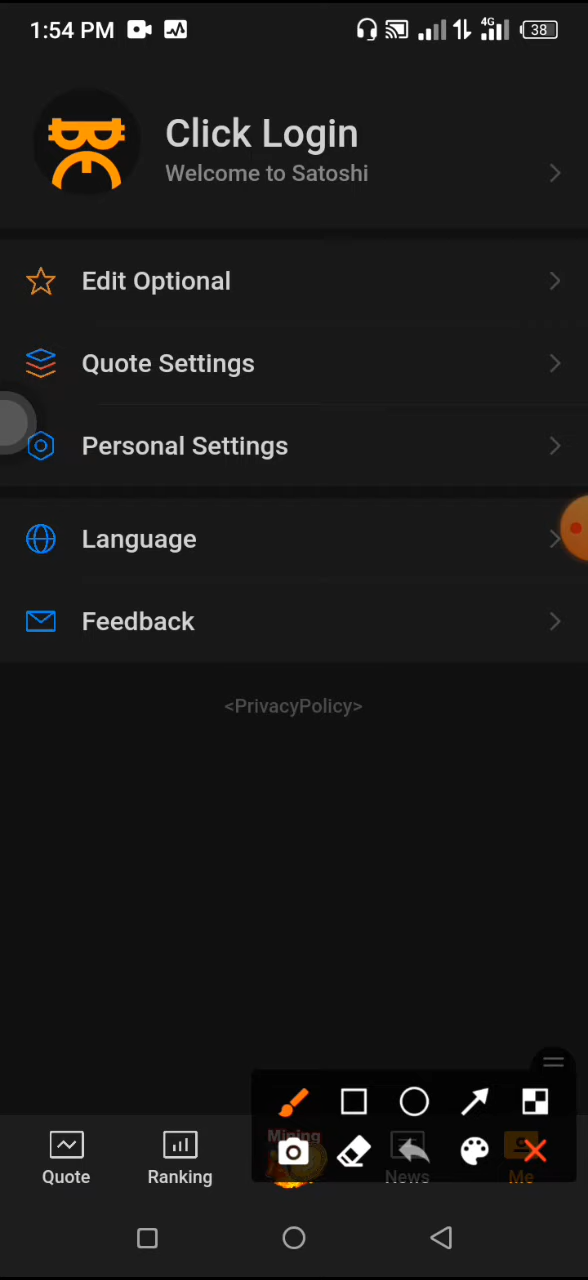 1:54 PM
4G
38
Click Login
Welcome to Satoshi
Edit Optional
Quote Settings
Personal Settings
Language
Feedback
<PrivacyPolicy>
Mining
Quote
Ranking
News
Me